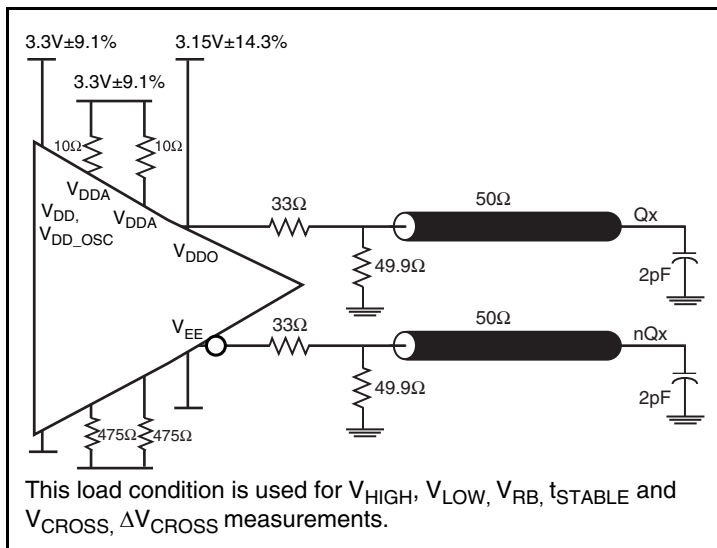 3.3V±9.1%
3.15V±14.3%
3.3V±9.1%
10Ω
10Ω
VDDA
VDD,
VDDA
VDD_OSC
VDDO
33Ω
50Ω
Qx
49.9Ω
2pF
VEE
33Ω
50Ω
nQx
49.9Ω
2pF
475Ω
475Ω
This load condition is used for VHIGH, VLOW, VRB, tSTABLE and
VCROSS, ΔVCROSS measurements.